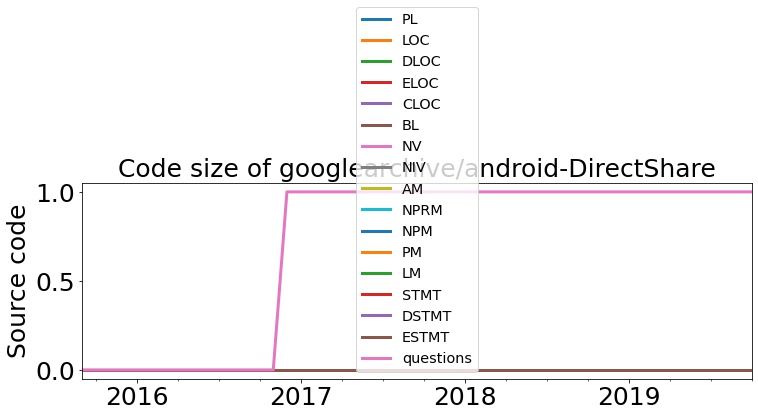 PL
LOC
DLOC
ELOC
CLOC
BL
NV
NIV
AM
NPRM
NPM
PM
LM
STMT
DSTMT
ESTMT
questions
Code size of googlearchive/android-DirectShare
Source code
1.0
0.5
0.0
2016 2017 2018 2019